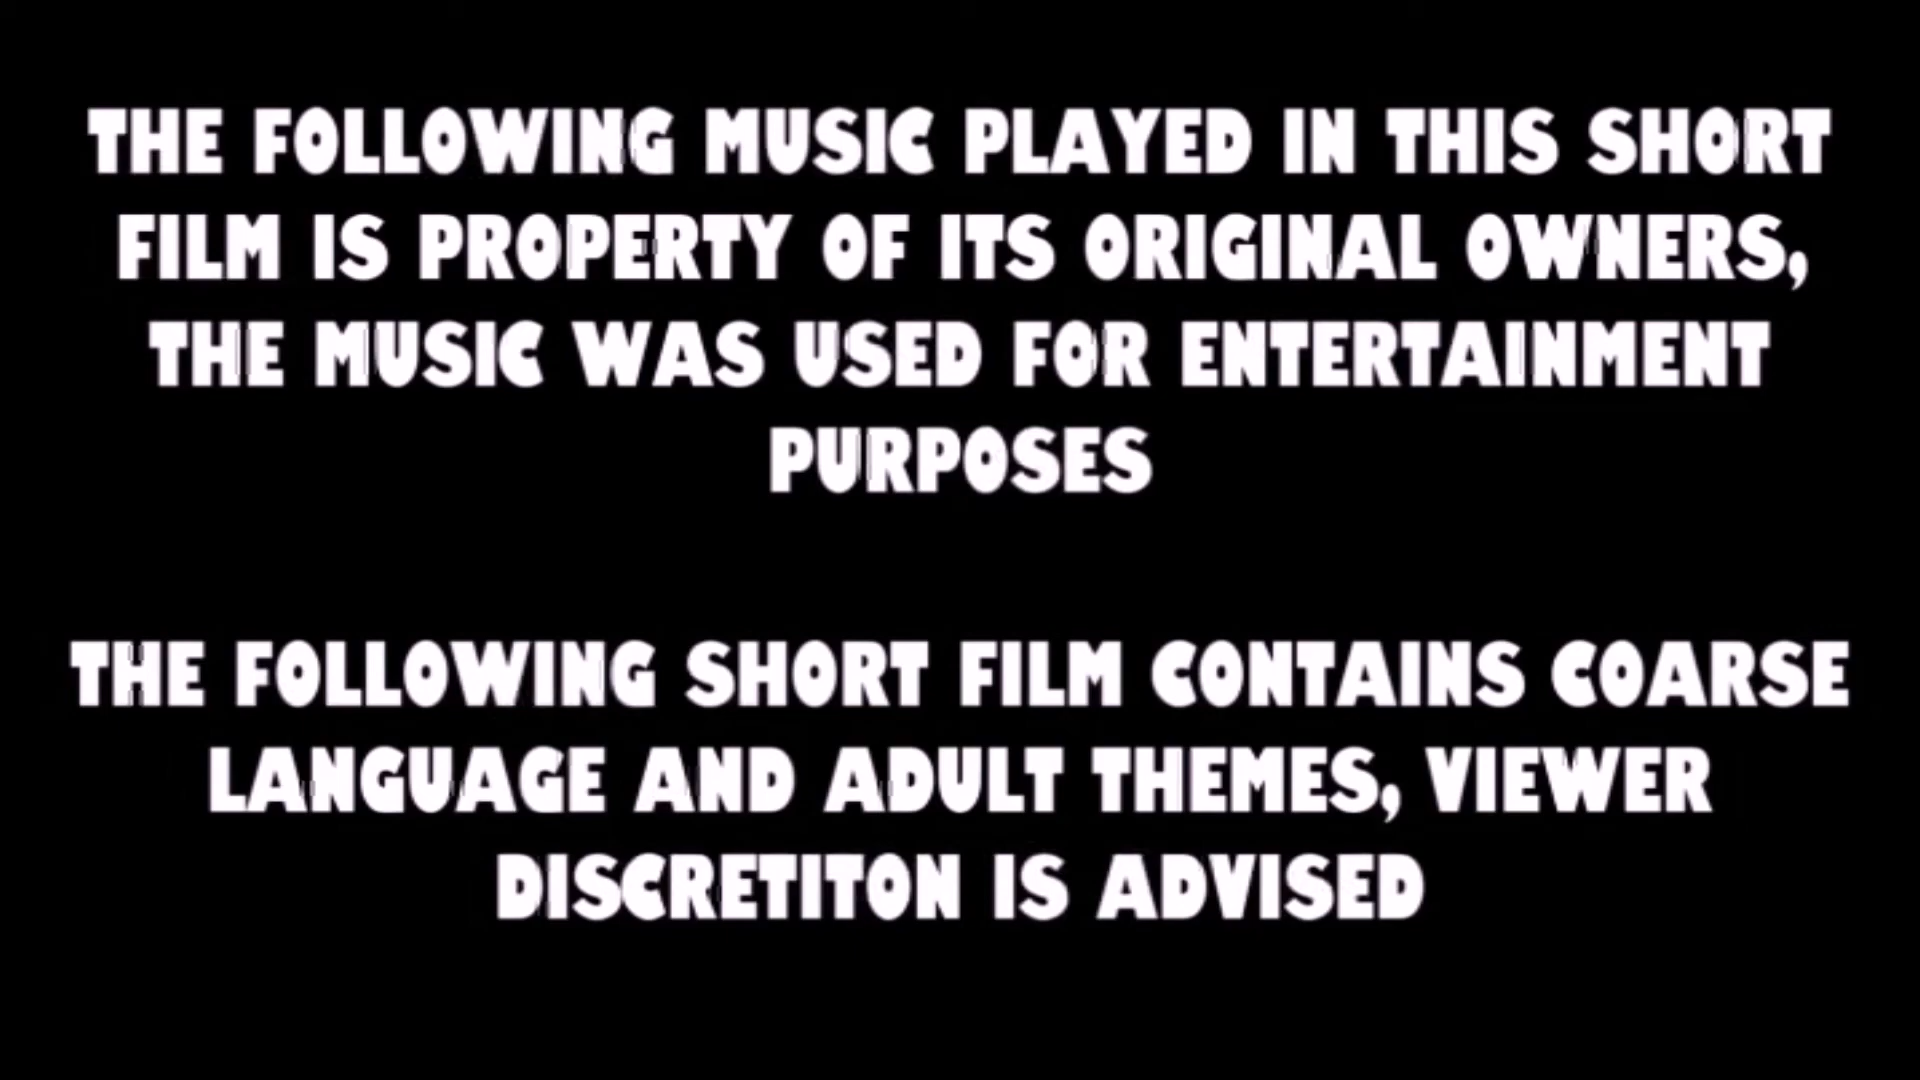 THE FOLLOWING MUSIC PLAYED IN THIS SHORT
FILM IS PROPERTY OF ITS ORIGINAL OWNERS,
THE MUSIC WAS USED FOR ENTERTAINMENT
PURPOSES
THE FOLLOWING SHORT FILM CONTAINS COARSE
LANGUAGE AND ADULT THEMES, VIEWER
DISCRETITON IS ADVISED